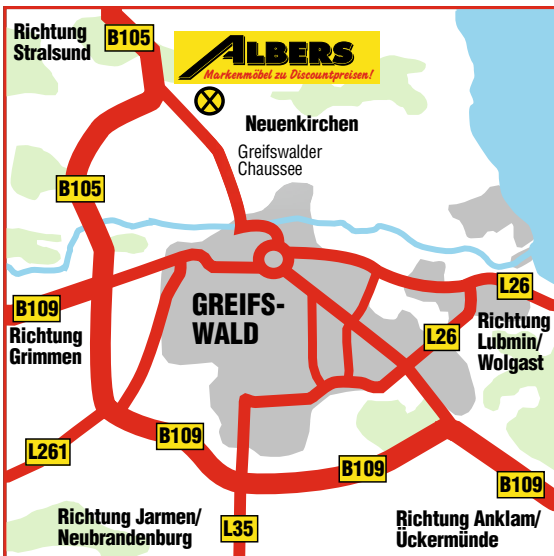 Richtung
Stralsund
B105
ALBERS
Markenmöbel zu Discountpreisen!
Neuenkirchen
Greifswalder
Chaussee
B105
B109
Richtung
Grimmen
GREIFS-
WALD
L26
Richtung
Lubmin/
Wolgast
L26
L261
B109
B109
B109
Richtung Jarmen/
Neubrandenburg
L35
Richtung Anklam/
Ückermünde